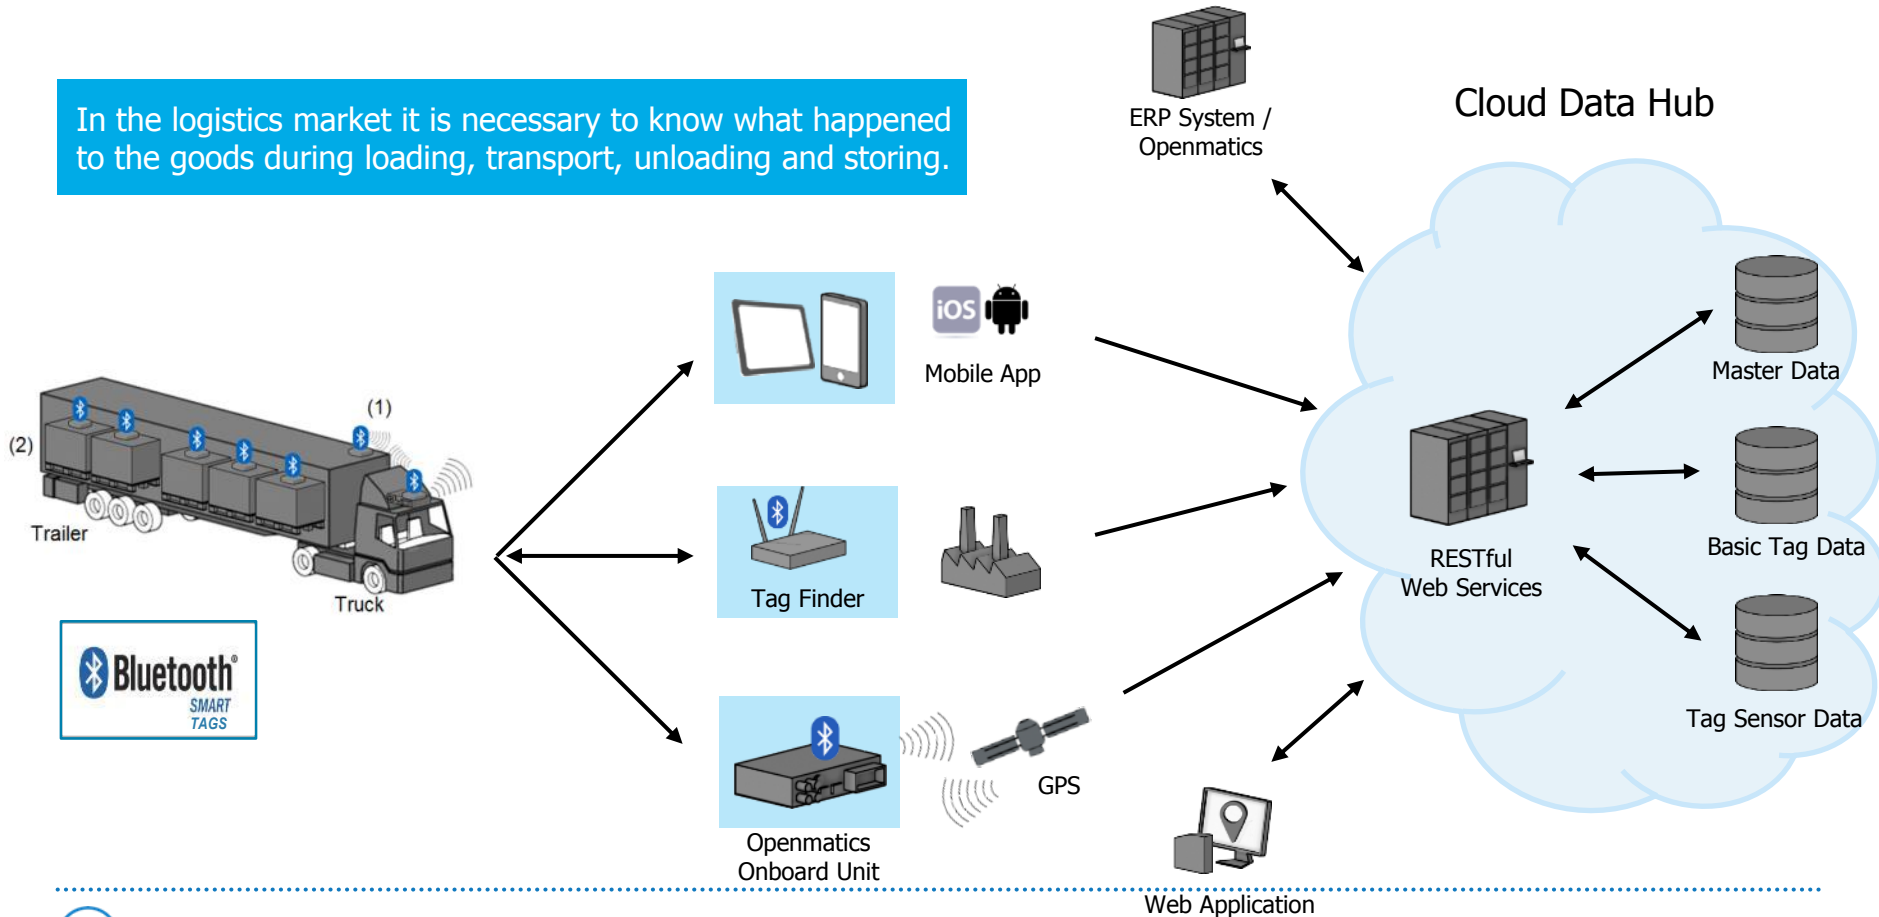 In the logistics market it is necessary to know what happened
to the goods during loading, transport, unloading and storing.
ERP System /
Openmatics
Cloud Data Hub
iOS
Mobile App
Master Data
(1)
(2)
Trailer
Truck
Tag Finder
RESTful
Web Services
Basic Tag Data
Bluetooth®
SMART
TAGS
Tag Sensor Data
GPS
Openmatics
Onboard Unit
Web Application